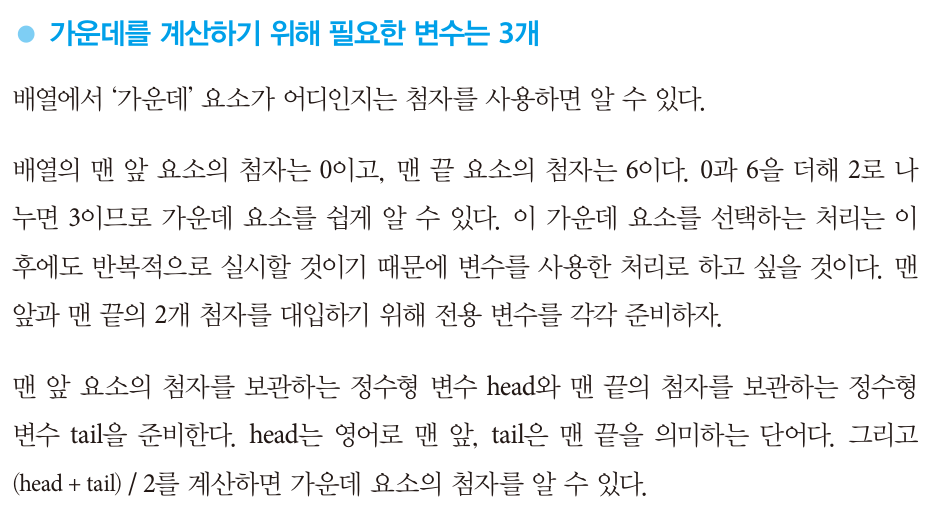 ● 가운데를 계산하기 위해 필요한 변수는 3개
배열에서 ‘가운데’ 요소가 어디인지는 첨자를 사용하면 알 수 있다.
배열의 맨 앞 요소의 첨자는 0이고, 맨 끝 요소의 첨자는 6이다. 0과 6을 더해 2로 나
누면 3이므로 가운데 요소를 쉽게 알 수 있다. 이 가운데 요소를 선택하는 처리는 이
후에도 반복적으로 실시할 것이기 때문에 변수를 사용한 처리로 하고 싶을 것이다. 맨
앞과 맨 끝의 2개 첨자를 대입하기 위해 전용 변수를 각각 준비하자.
맨 앞 요소의 첨자를 보관하는 정수형 변수 head와 맨 끝의 첨자를 보관하는 정수형
변수 tail을 준비한다. head는 영어로 맨 앞, tail은 맨 끝을 의미하는 단어다. 그리고
(head + tail) / 2를 계산하면 가운데 요소의 첨자를 알 수 있다.